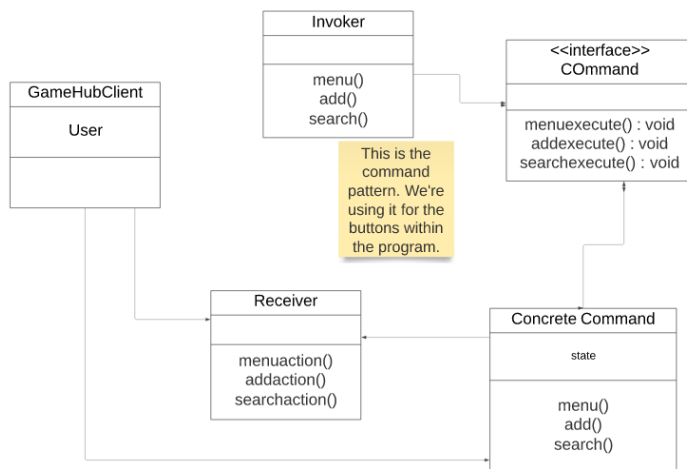 Invoker
menu()
add()
search()
<<interface>>
COmmand
menuexecute() : void
addexecute() : void
searchexecute() : void
GameHubClient
User
This is the
command
pattern. We're
using it for the
buttons within
the program.
Receiver
menuaction()
addaction()
searchaction()
Concrete Command
state
menu()
add()
search()